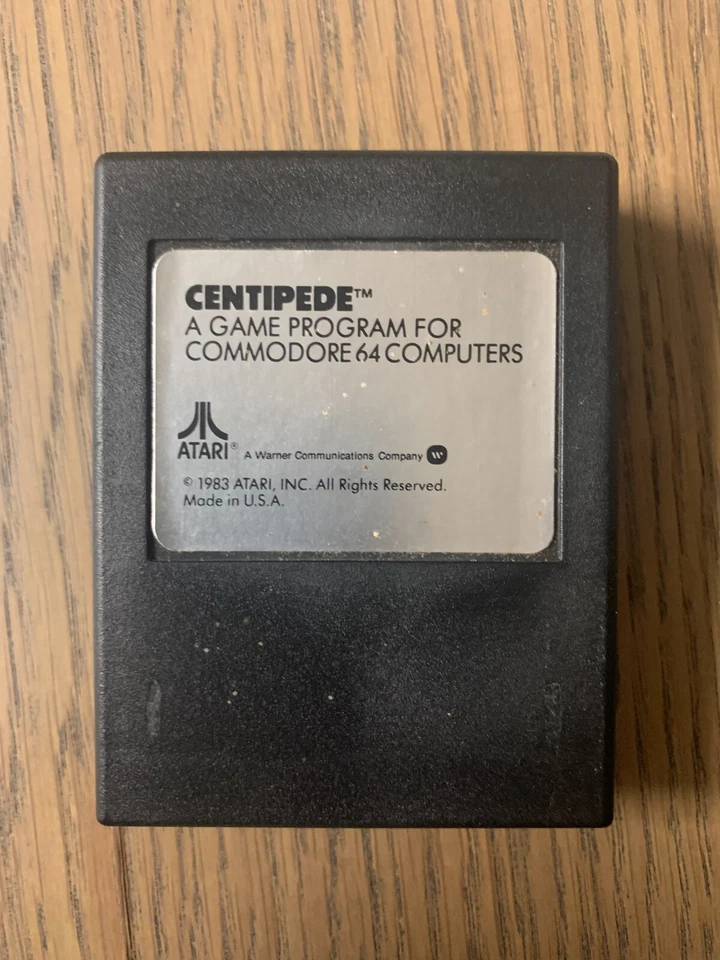 CENTIPEDE™
A GAME PROGRAM FOR
COMMODORE 64 COMPUTERS
ATARI® A Warner Communications Company W
© 1983 ATARI, INC. All Rights Reserved.
Made in U.S.A.